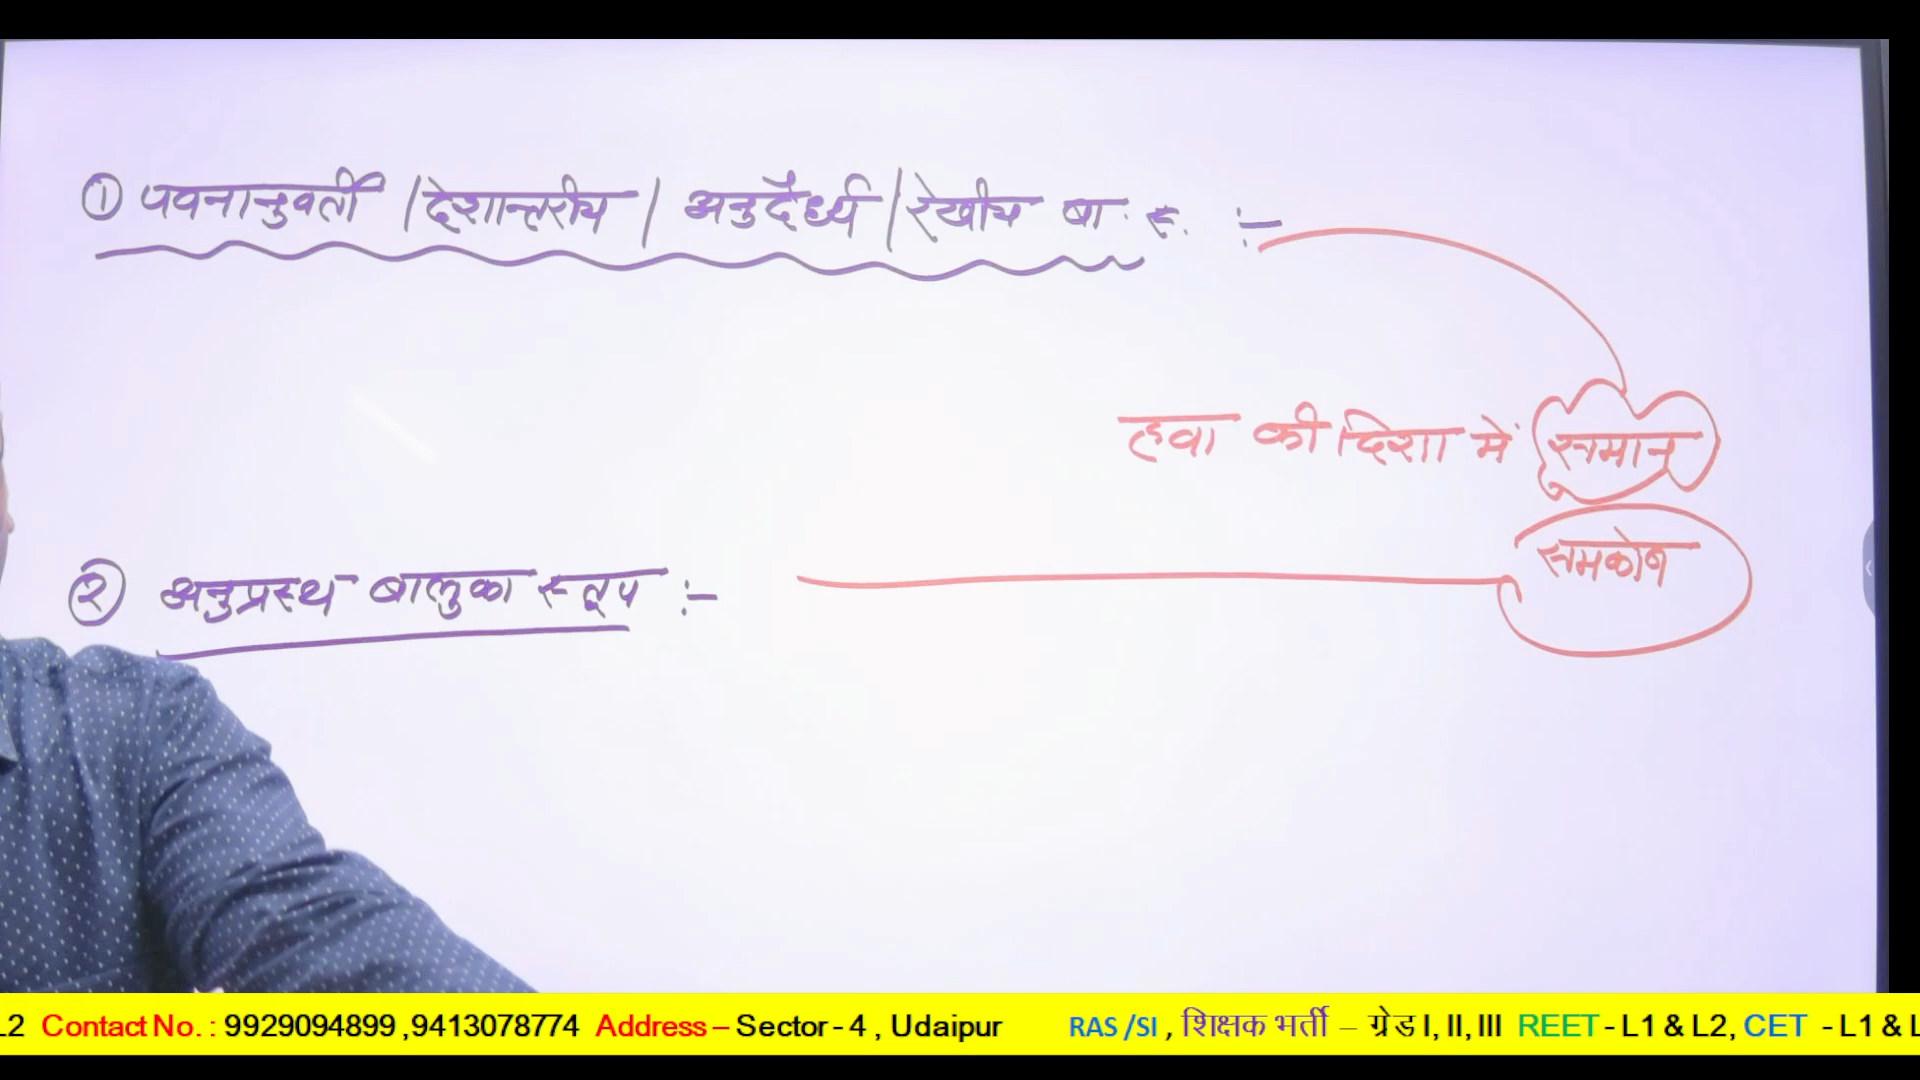 ① पवनानुवर्ती / देशान्तरीय / अनुदैर्ध्य / रेखीय बा. स्. :-
हवा की दिशा में समान
समकोण
② अनुप्रस्थ बालुका स्तूप :-
L2 Contact No. : 9929094899 ,9413078774 Address – Sector - 4 , Udaipur RAS /SI , शिक्षक भर्ती – ग्रेड I, II, III REET - L1 & L2, CET - L1 & L